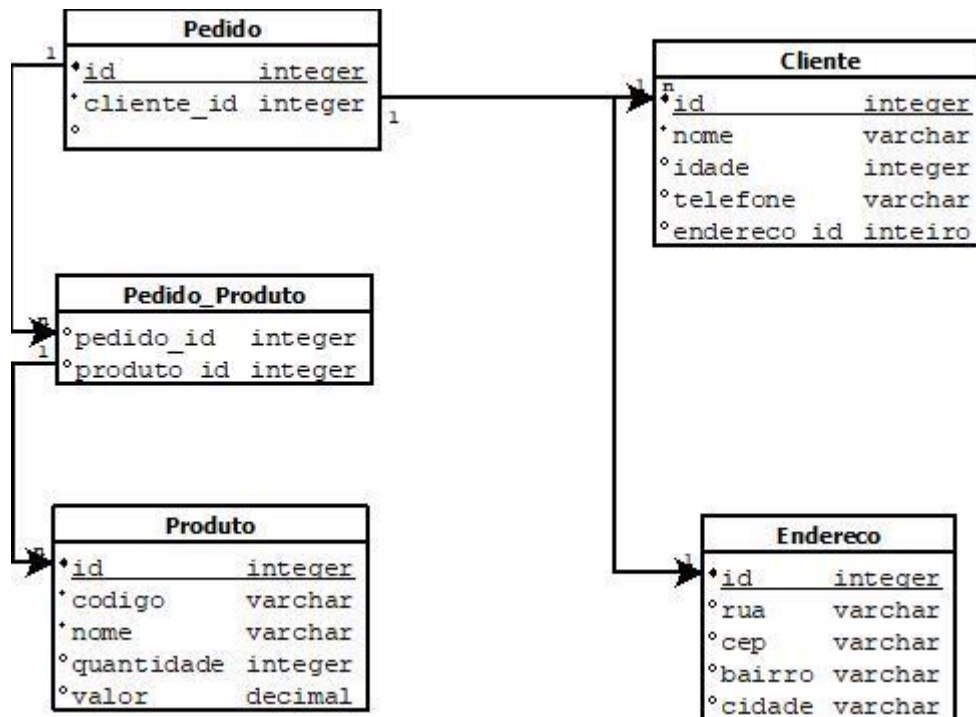 Pedido
1
id integer
cliente_id integer
1
Cliente
1
n
id integer
nome varchar
idade integer
telefone varchar
endereco_id inteiro
Pedido_Produto
n
pedido_id integer
1
produto_id integer
Produto
n
id integer
codigo varchar
nome varchar
quantidade integer
valor decimal
Endereco
1
id integer
rua varchar
cep varchar
bairro varchar
cidade varchar